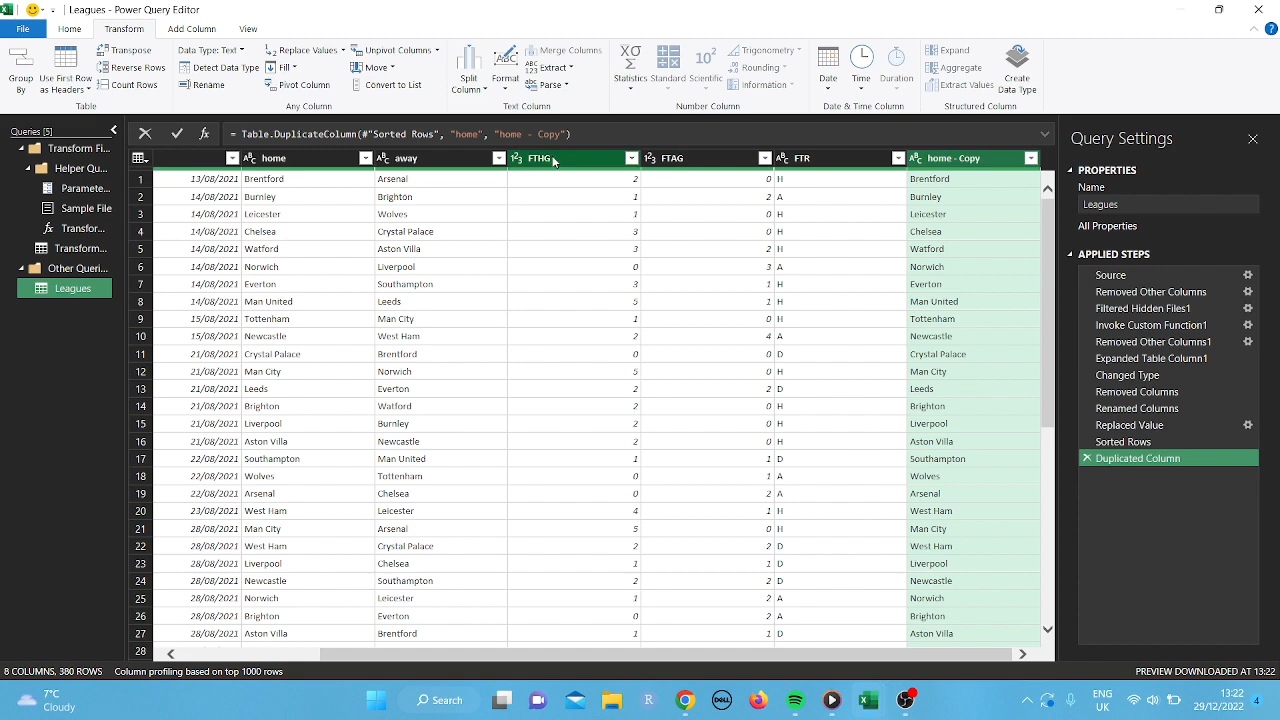 Leagues - Power Query Editor
File Home Transform Add Column View
Group By
Use First Row as Headers
Transpose
Reverse Rows
Count Rows
Table
Data Type: Text
Detect Data Type
Rename
Replace Values
Fill
Pivot Column
Unpivot Columns
Move
Convert to List
Any Column
Split Column
Format
Merge Columns
Extract
Parse
Text Column
Statistics
Standard
Scientific
Trigonometry
Rounding
Information
Number Column
Date
Time
Duration
Date & Time Column
Expand
Aggregate
Extract Values
Create Data Type
Structured Column
Queries [5]
Transform Fi...
Helper Qu...
Paramete...
Sample File
Transfor...
Transform...
Other Queri...
Leagues
= Table.DuplicateColumn(#"Sorted Rows", "home", "home - Copy")
home away FTHG FTAG FTR home - Copy
1 13/08/2021 Brentford Arsenal 2 0 H Brentford
2 14/08/2021 Burnley Brighton 1 2 A Burnley
3 14/08/2021 Leicester Wolves 1 0 H Leicester
4 14/08/2021 Chelsea Crystal Palace 3 0 H Chelsea
5 14/08/2021 Watford Aston Villa 3 2 H Watford
6 14/08/2021 Norwich Liverpool 0 3 A Norwich
7 14/08/2021 Everton Southampton 3 1 H Everton
8 14/08/2021 Man United Leeds 5 1 H Man United
9 15/08/2021 Tottenham Man City 1 0 H Tottenham
10 15/08/2021 Newcastle West Ham 2 4 A Newcastle
11 21/08/2021 Crystal Palace Brentford 0 0 D Crystal Palace
12 21/08/2021 Man City Norwich 5 0 H Man City
13 21/08/2021 Leeds Everton 2 2 D Leeds
14 21/08/2021 Brighton Watford 2 0 H Brighton
15 21/08/2021 Liverpool Burnley 2 0 H Liverpool
16 21/08/2021 Aston Villa Newcastle 2 0 H Aston Villa
17 22/08/2021 Southampton Man United 1 1 D Southampton
18 22/08/2021 Wolves Tottenham 0 1 A Wolves
19 22/08/2021 Arsenal Chelsea 0 2 A Arsenal
20 23/08/2021 West Ham Leicester 4 1 H West Ham
21 28/08/2021 Man City Arsenal 5 0 H Man City
22 28/08/2021 West Ham Crystal Palace 2 2 D West Ham
23 28/08/2021 Liverpool Chelsea 1 1 D Liverpool
24 28/08/2021 Newcastle Southampton 2 2 D Newcastle
25 28/08/2021 Norwich Leicester 1 2 A Norwich
26 28/08/2021 Brighton Everton 0 2 A Brighton
27 28/08/2021 Aston Villa Brentford 1 1 D Aston Villa
28
Query Settings
PROPERTIES
Name
Leagues
All Properties
APPLIED STEPS
Source
Removed Other Columns
Filtered Hidden Files1
Invoke Custom Function1
Removed Other Columns1
Expanded Table Column1
Changed Type
Removed Columns
Renamed Columns
Replaced Value
Sorted Rows
Duplicated Column
8 COLUMNS, 380 ROWS Column profiling based on top 1000 rows PREVIEW DOWNLOADED AT 13:22
7°C
Cloudy
Search
DELL
ENG
UK
13:22
29/12/2022
4